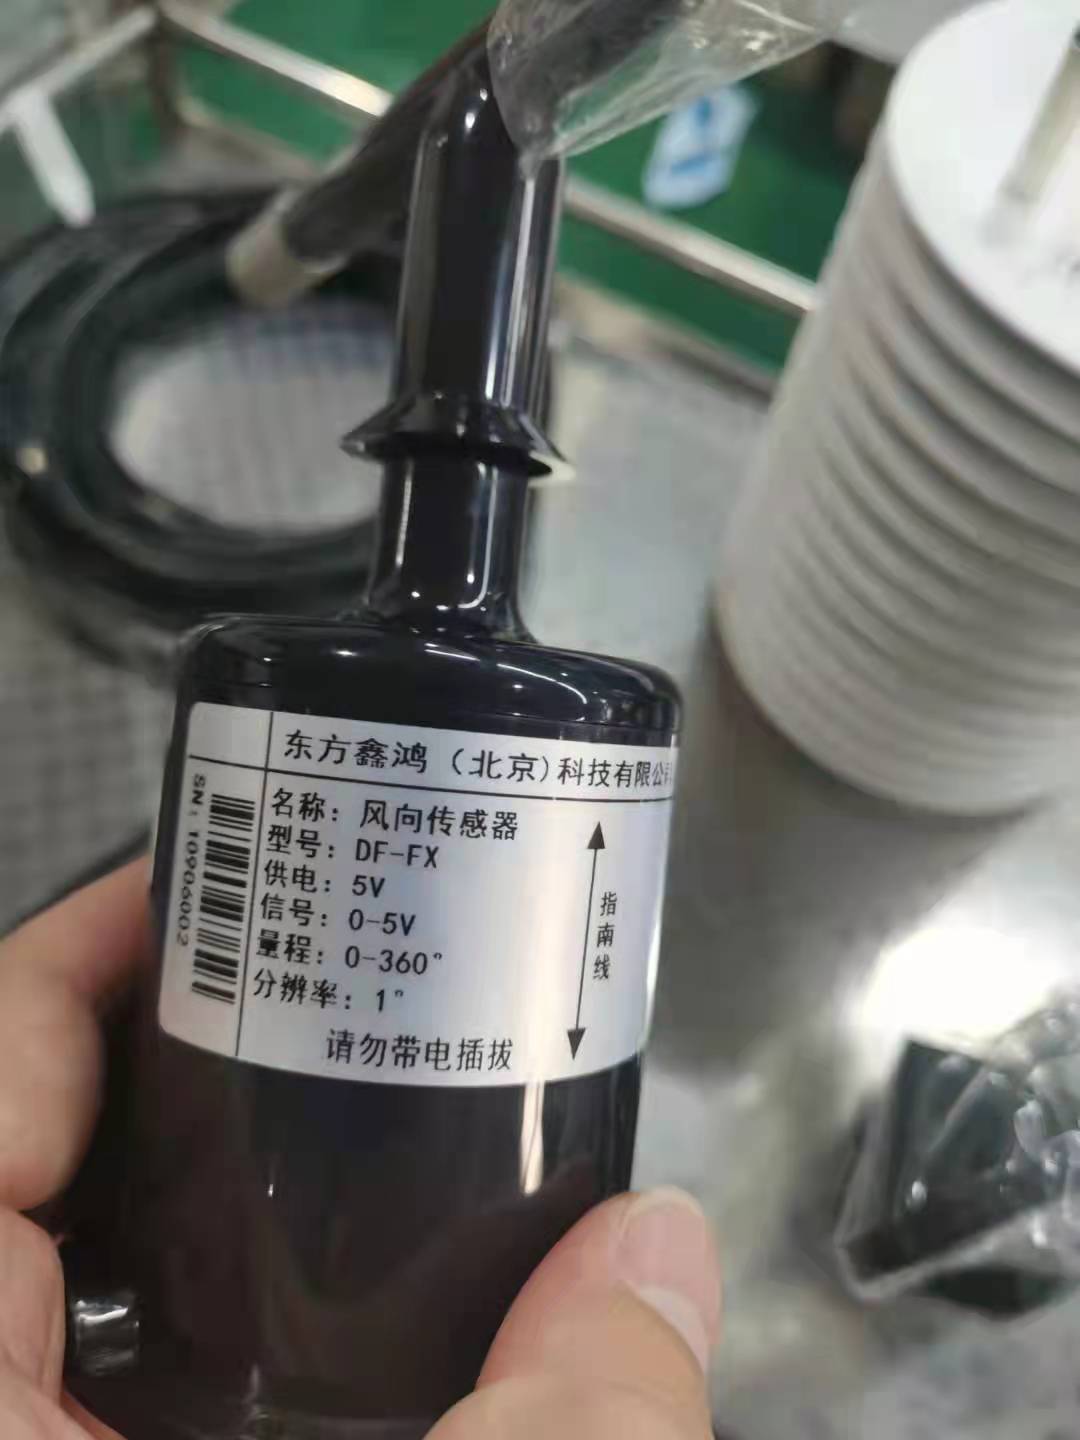 东方鑫鸿（北京）科技有限公司
名称：风向传感器
型号：DF-FX
供电：5V
信号：0-5V
量程：0-360°
分辨率：1°
请勿带电插拔
指南线
SN：10906002